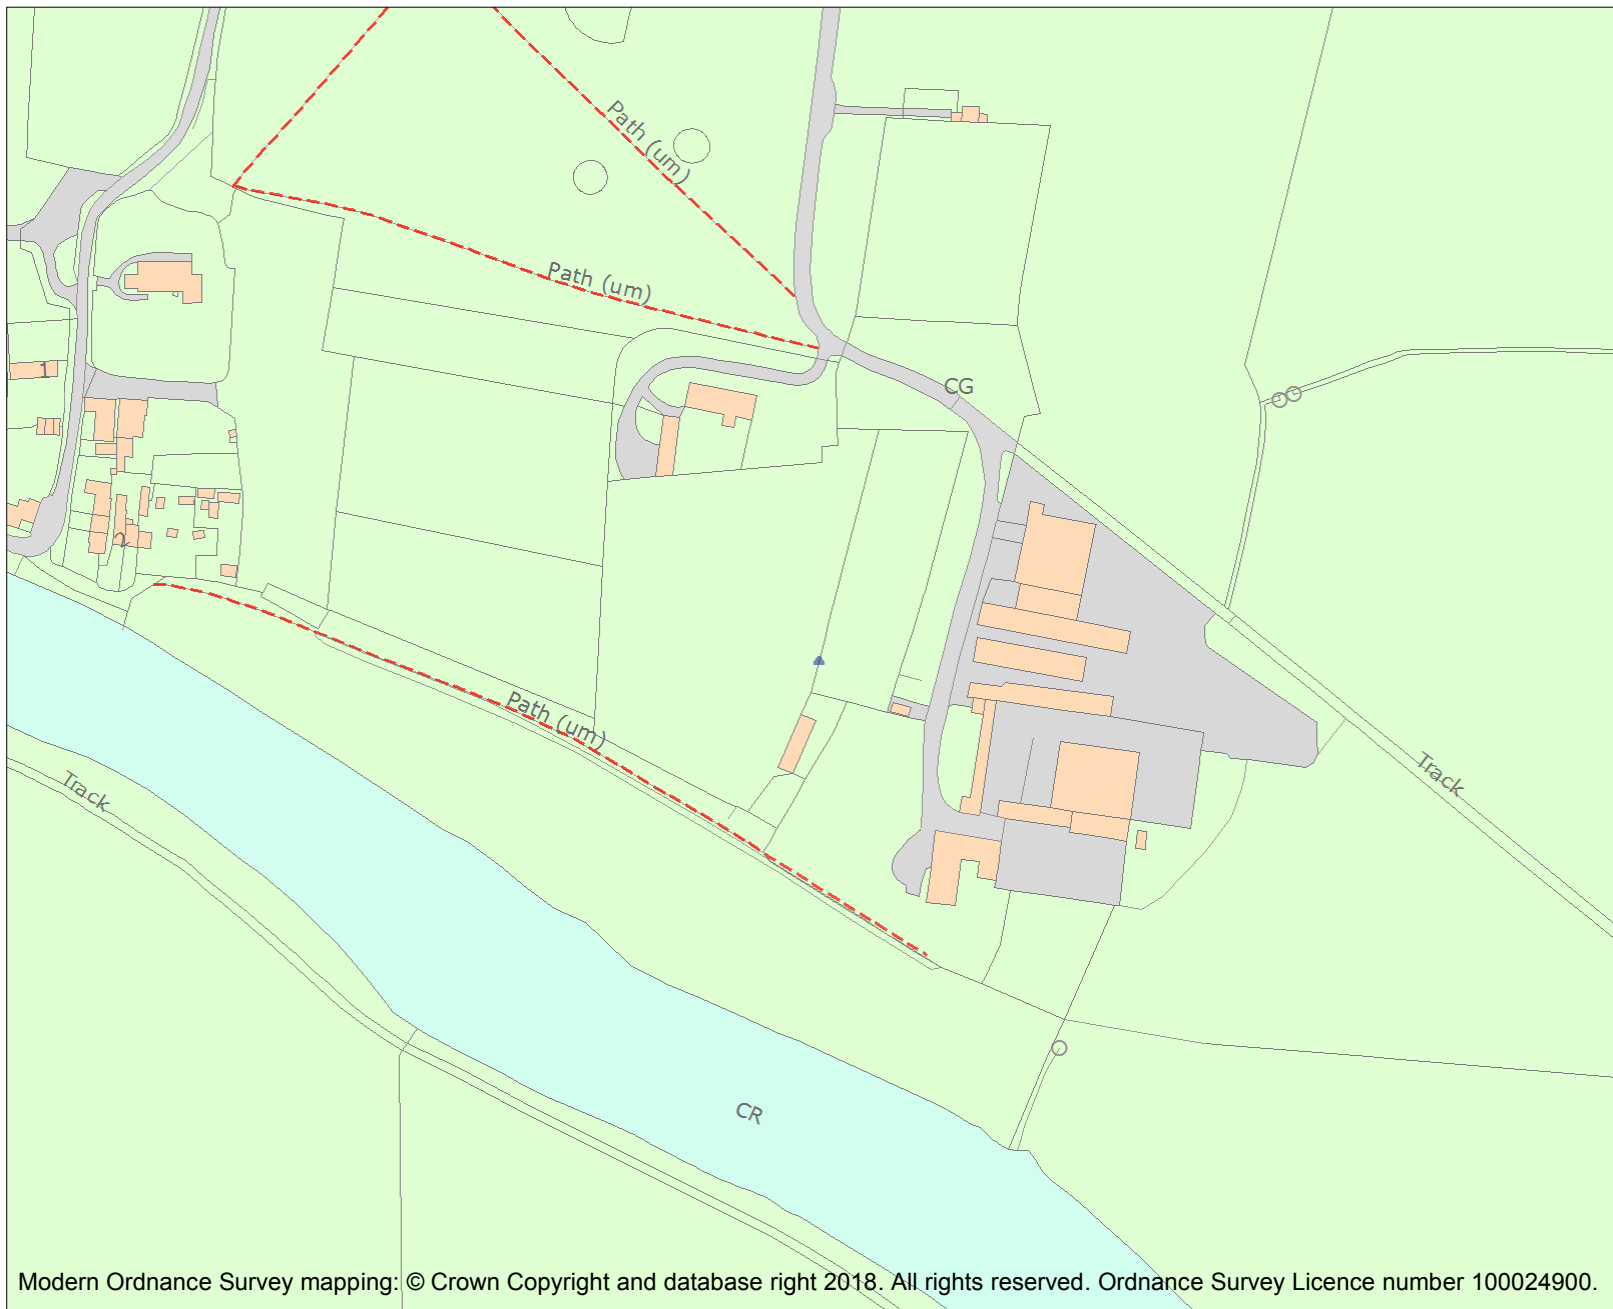 Path (um)
Path (um)
1
CG
2
Path (um)
Track
Track
CR
Modern Ordnance Survey mapping: © Crown Copyright and database right 2018. All rights reserved. Ordnance Survey Licence number 100024900.